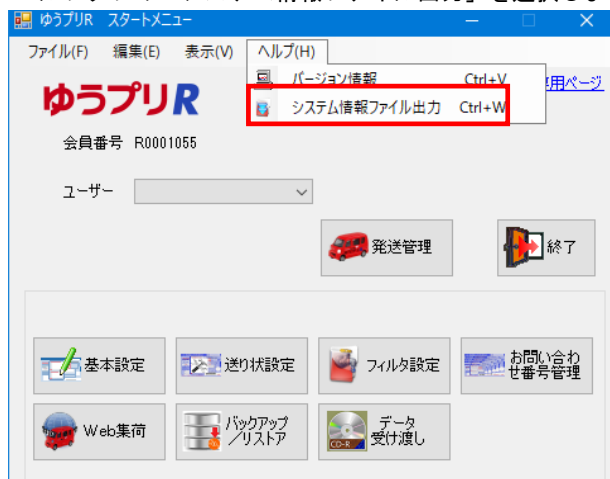 ゆうプリR スタートメニュー
ファイル(F) 編集(E) 表示(V) ヘルプ(H)
バージョン情報 Ctrl+V
用ページ
システム情報ファイル出力 Ctrl+W
ゆうプリR
会員番号 R0001055
ユーザー
発送管理
終了
基本設定
送り状設定
フィルタ設定
お問い合わ
せ番号管理
Web集荷
バックアップ
／リストア
CD-R
データ
受け渡し